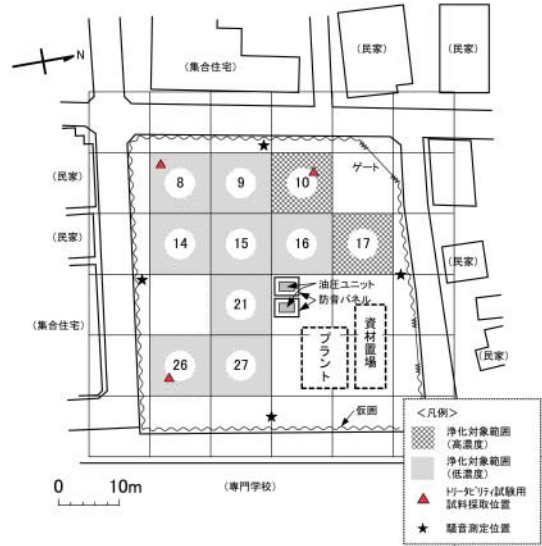 N
(集合住宅)
(民家)
(民家)
(民家)
8
9
10
ゲート
(民家)
14
15
16
17
(民家)
油圧ユニット
防音パネル
21
(集合住宅)
プラント
資材置場
(民家)
26
27
仮囲
<凡例>
浄化対象範囲
(高濃度)
浄化対象範囲
(低濃度)
トリータビリティ試験用
試料採取位置
騒音測定位置
0 10m
(専門学校)